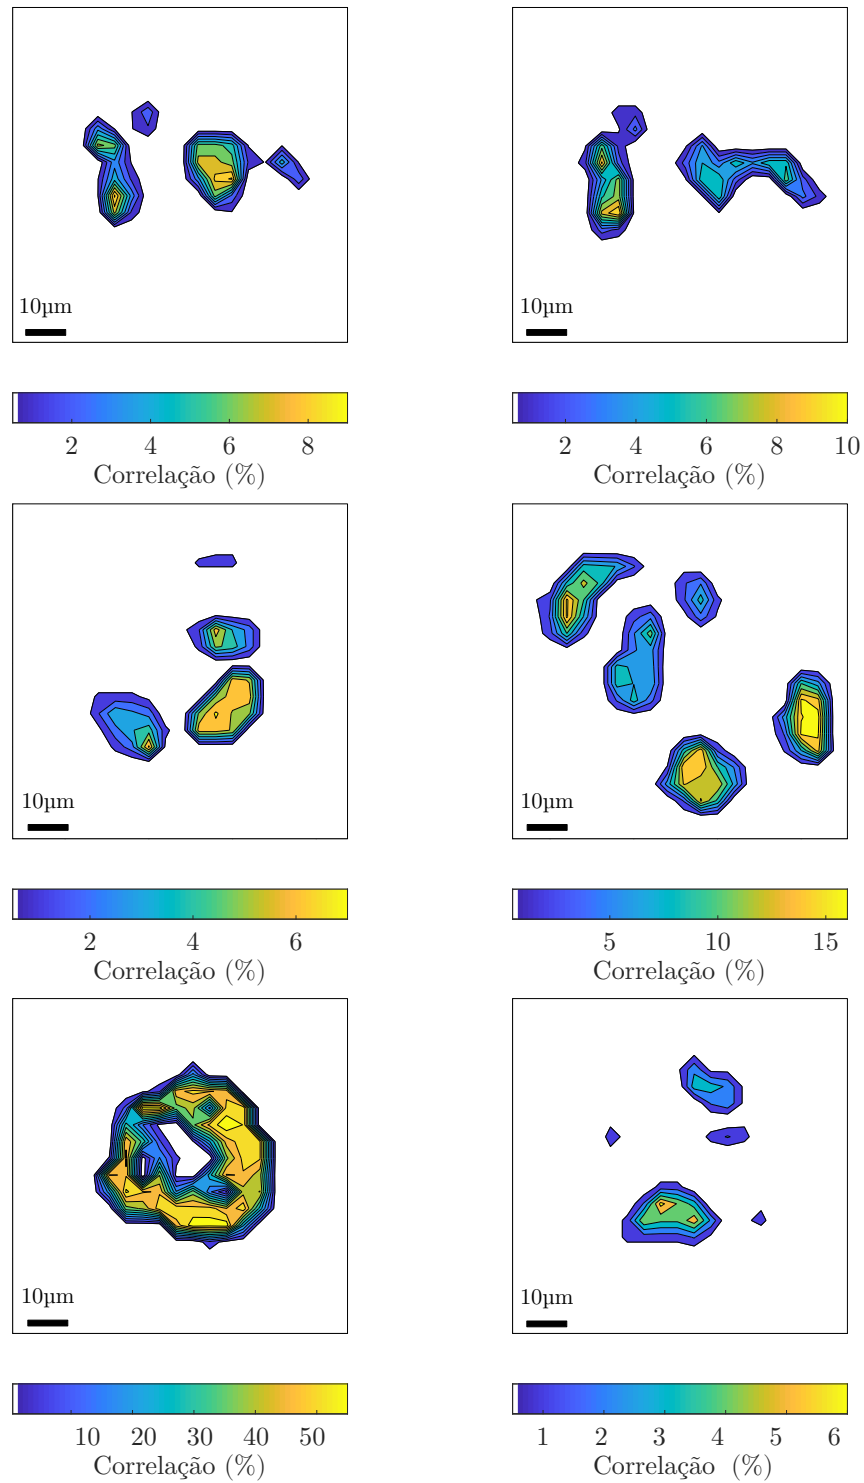 10µm
10µm
2 4 6 8
2 4 6 8 10
Correlação (%)
Correlação (%)
10µm
10µm
2 4 6
5 10 15
Correlação (%)
Correlação (%)
10µm
10µm
10 20 30 40 50
1 2 3 4 5 6
Correlação (%)
Correlação (%)